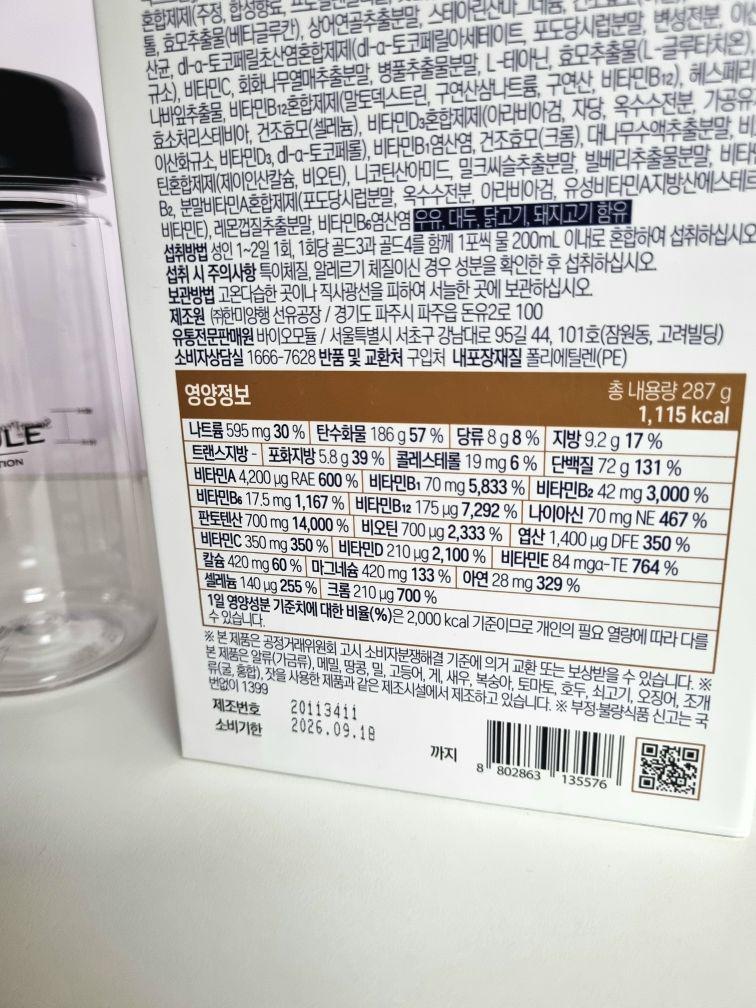 혼합제제(주정, 합성향료,
톨, 효모추출물(베타글루칸), 상어연골추출분말, 스테아린산마그네슘,
산균, dl-α-토코페릴초산염혼합제제(dl-α-토코페릴아세테이트, 포도당시럽분말, 변성전분,
규소), 비타민C, 회화나무열매추출분말, 병풀추출물분말, L-테아닌, 효모추출물(L-글루타치온)
나바잎추출물, 비타민B12혼합제제(말토덱스트린, 구연산삼나트륨, 구연산, 비타민B12), 헤스페리
효소처리스테비아, 건조효모(셀레늄), 비타민D3혼합제제(아라비아검, 자당, 옥수수전분, 가공유
이산화규소, 비타민D3, dl-α-토코페롤), 비타민B1염산염, 건조효모(크롬), 대나무수액추출분말, 비
틴혼합제제(제이인산칼슘, 비오틴), 니코틴산아미드, 밀크씨슬추출분말, 빌베리추출물분말, 비타민
B2, 분말비타민A혼합제제(포도당시럽분말, 옥수수전분, 아라비아검, 유성비타민A지방산에스테르
비타민E), 레몬껍질추출분말, 비타민B6염산염 우유, 대두, 닭고기, 돼지고기 함유
섭취방법 성인 1~2일 1회, 1회당 골드3과 골드4를 함께 1포씩 물 200mL 이내로 혼합하여 섭취하십시오
섭취 시 주의사항 특이체질, 알레르기 체질이신 경우 성분을 확인한 후 섭취하십시오.
보관방법 고온다습한 곳이나 직사광선을 피하여 서늘한 곳에 보관하십시오.
제조원 ㈜한미양행 선유공장 / 경기도 파주시 파주읍 돈유2로 100
유통전문판매원 바이오모듈 / 서울특별시 서초구 강남대로 95길 44, 101호(잠원동, 고려빌딩)
소비자상담실 1666-7628 반품 및 교환처 구입처 내포장재질 폴리에틸렌(PE)
영양정보 총 내용량 287 g
1,115 kcal
나트륨 595 mg 30 % 탄수화물 186 g 57 % 당류 8 g 8 % 지방 9.2 g 17 %
트랜스지방 - 포화지방 5.8 g 39 % 콜레스테롤 19 mg 6 % 단백질 72 g 131 %
비타민A 4,200 μg RAE 600 % 비타민B1 70 mg 5,833 % 비타민B2 42 mg 3,000 %
비타민B6 17.5 mg 1,167 % 비타민B12 175 μg 7,292 % 나이아신 70 mg NE 467 %
판토텐산 700 mg 14,000 % 비오틴 700 μg 2,333 % 엽산 1,400 μg DFE 350 %
비타민C 350 mg 350 % 비타민D 210 μg 2,100 % 비타민E 84 mgα-TE 764 %
칼슘 420 mg 60 % 마그네슘 420 mg 133 % 아연 28 mg 329 %
셀레늄 140 μg 255 % 크롬 210 μg 700 %
1일 영양성분 기준치에 대한 비율(%)은 2,000 kcal 기준이므로 개인의 필요 열량에 따라 다를
수 있습니다.
※ 본 제품은 공정거래위원회 고시 소비자분쟁해결 기준에 의거 교환 또는 보상받을 수 있습니다. ※
본 제품은 알류(가금류), 메밀, 땅콩, 밀, 고등어, 게, 새우, 복숭아, 토마토, 호두, 쇠고기, 오징어, 조개
류(굴, 홍합), 잣을 사용한 제품과 같은 제조시설에서 제조하고 있습니다. ※ 부정·불량식품 신고는 국
번없이 1399
제조번호 20113411
소비기한 2026.09.18 까지
8 802863 135576
ULE
TION